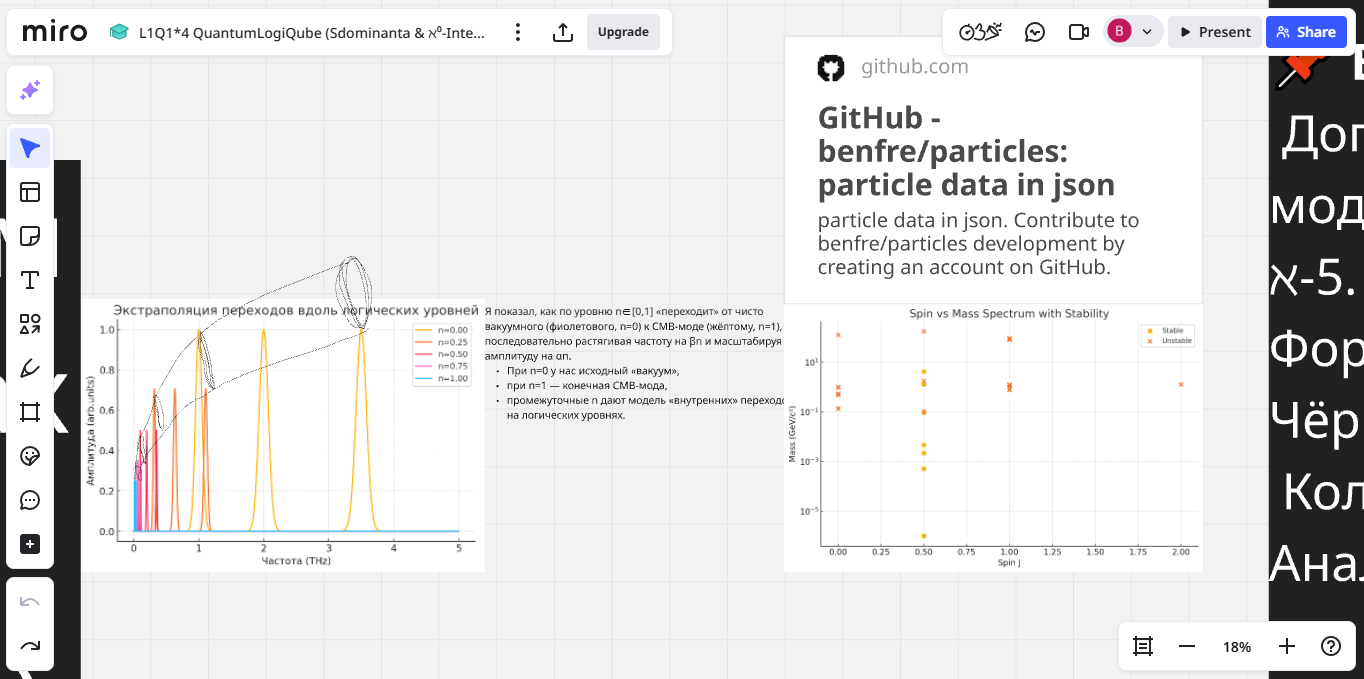 miro
L1Q1*4 QuantumLogiQube (Sdominanta & ℵ⁰-Inte...
Upgrade
B
Present
Share
github.com
GitHub -
benfre/particles:
particle data in json
particle data in json. Contribute to
benfre/particles development by
creating an account on GitHub.
Экстраполяция переходов вдоль логических уровней
n=0.00
n=0.25
n=0.50
n=0.75
n=1.00
1.0
0.8
0.6
0.4
0.2
0.0
Амплитуда (arb.units)
0 1 2 3 4 5
Частота (THz)
Я показал, как по уровню n∈[0,1] «переходит» от чисто
вакуумного (фиолетового, n=0) к CMB-моде (жёлтому, n=1),
последовательно растягивая частоту на βn и масштабируя
амплитуду на αn.
• При n=0 у нас исходный «вакуум»,
• при n=1 — конечная CMB-мода,
• промежуточные n дают модель «внутренних» переходо
на логических уровнях.
Spin vs Mass Spectrum with Stability
Stable
Unstable
10¹
10⁻¹
10⁻³
10⁻⁵
Mass (GeV/c²)
0.00 0.25 0.50 0.75 1.00 1.25 1.50 1.75 2.00
Spin J
Доп
мод
ℵ-5.
Фор
Чёр
Кол
Ана
18%